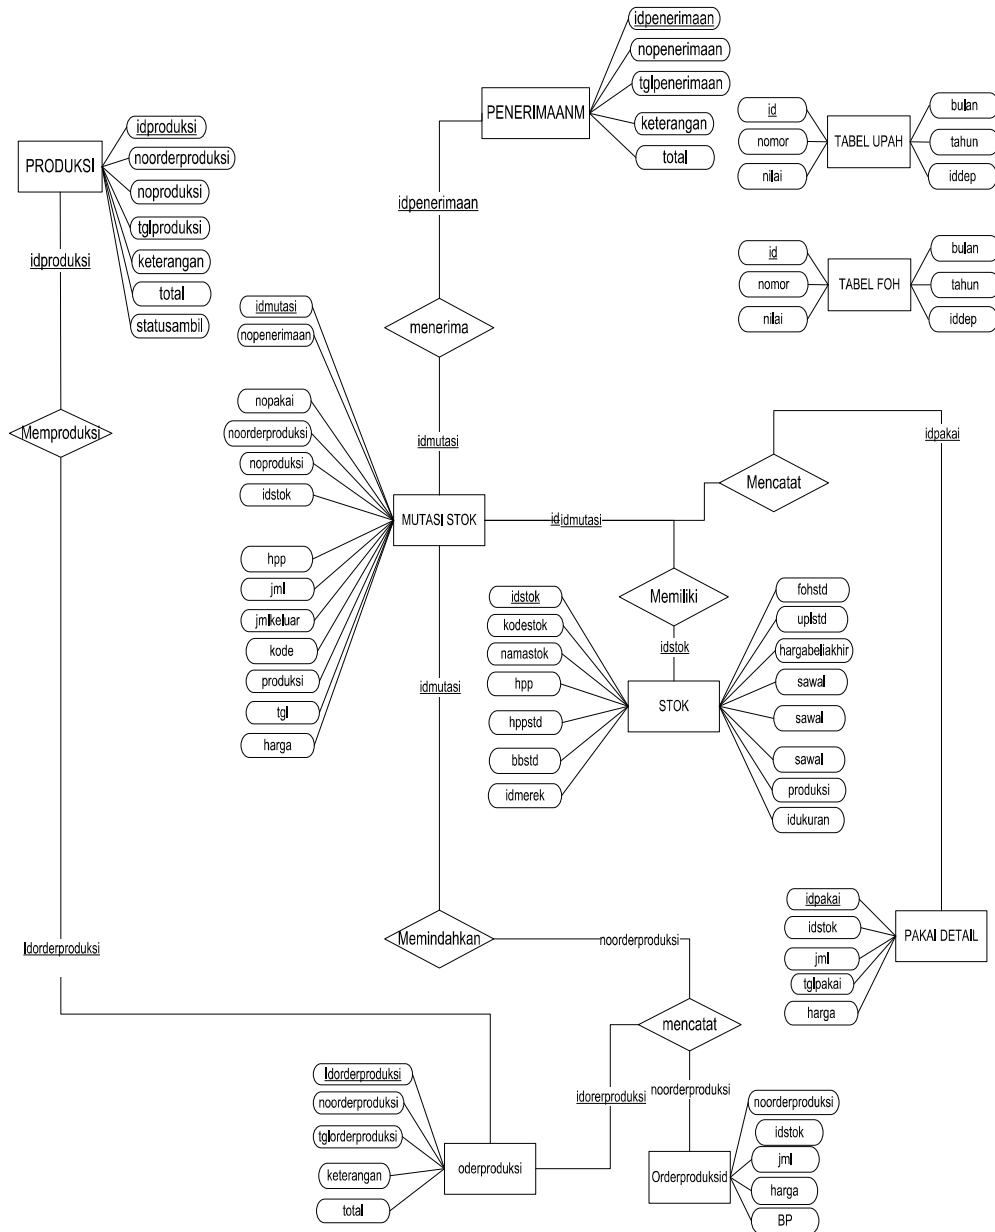 idpenerimaan
nopenerimaan
tglpenerimaan
keterangan
total
PENERIMAANM
idpenerimaan
menerima
idmutasi
id
nomor
nilai
TABEL UPAH
bulan
tahun
iddep
id
nomor
nilai
TABEL FOH
bulan
tahun
iddep
PRODUKSI
idproduksi
noorderproduksi
noproduksi
tglproduksi
keterangan
total
statusambil
idproduksi
Memproduksi
Idorderproduksi
idmutasi
nopenerimaan
nopakai
noorderproduksi
noproduksi
idstok
hpp
jml
jmlkeluar
kode
produksi
tgl
harga
MUTASI STOK
id idmutasi
Mencatat
idpakai
Memiliki
idstok
idmutasi
idstok
kodestok
namastok
hpp
hppstd
bbstd
idmerek
STOK
fohstd
uplstd
hargabeliakhir
sawal
sawal
sawal
produksi
idukuran
idpakai
idstok
jml
tglpakai
harga
PAKAI DETAIL
Memindahkan
noorderproduksi
mencatat
idorerproduksi
noorderproduksi
Idorderproduksi
noorderproduksi
tglorderproduksi
keterangan
total
oderproduksi
Orderproduksid
noorderproduksi
idstok
jml
harga
BP